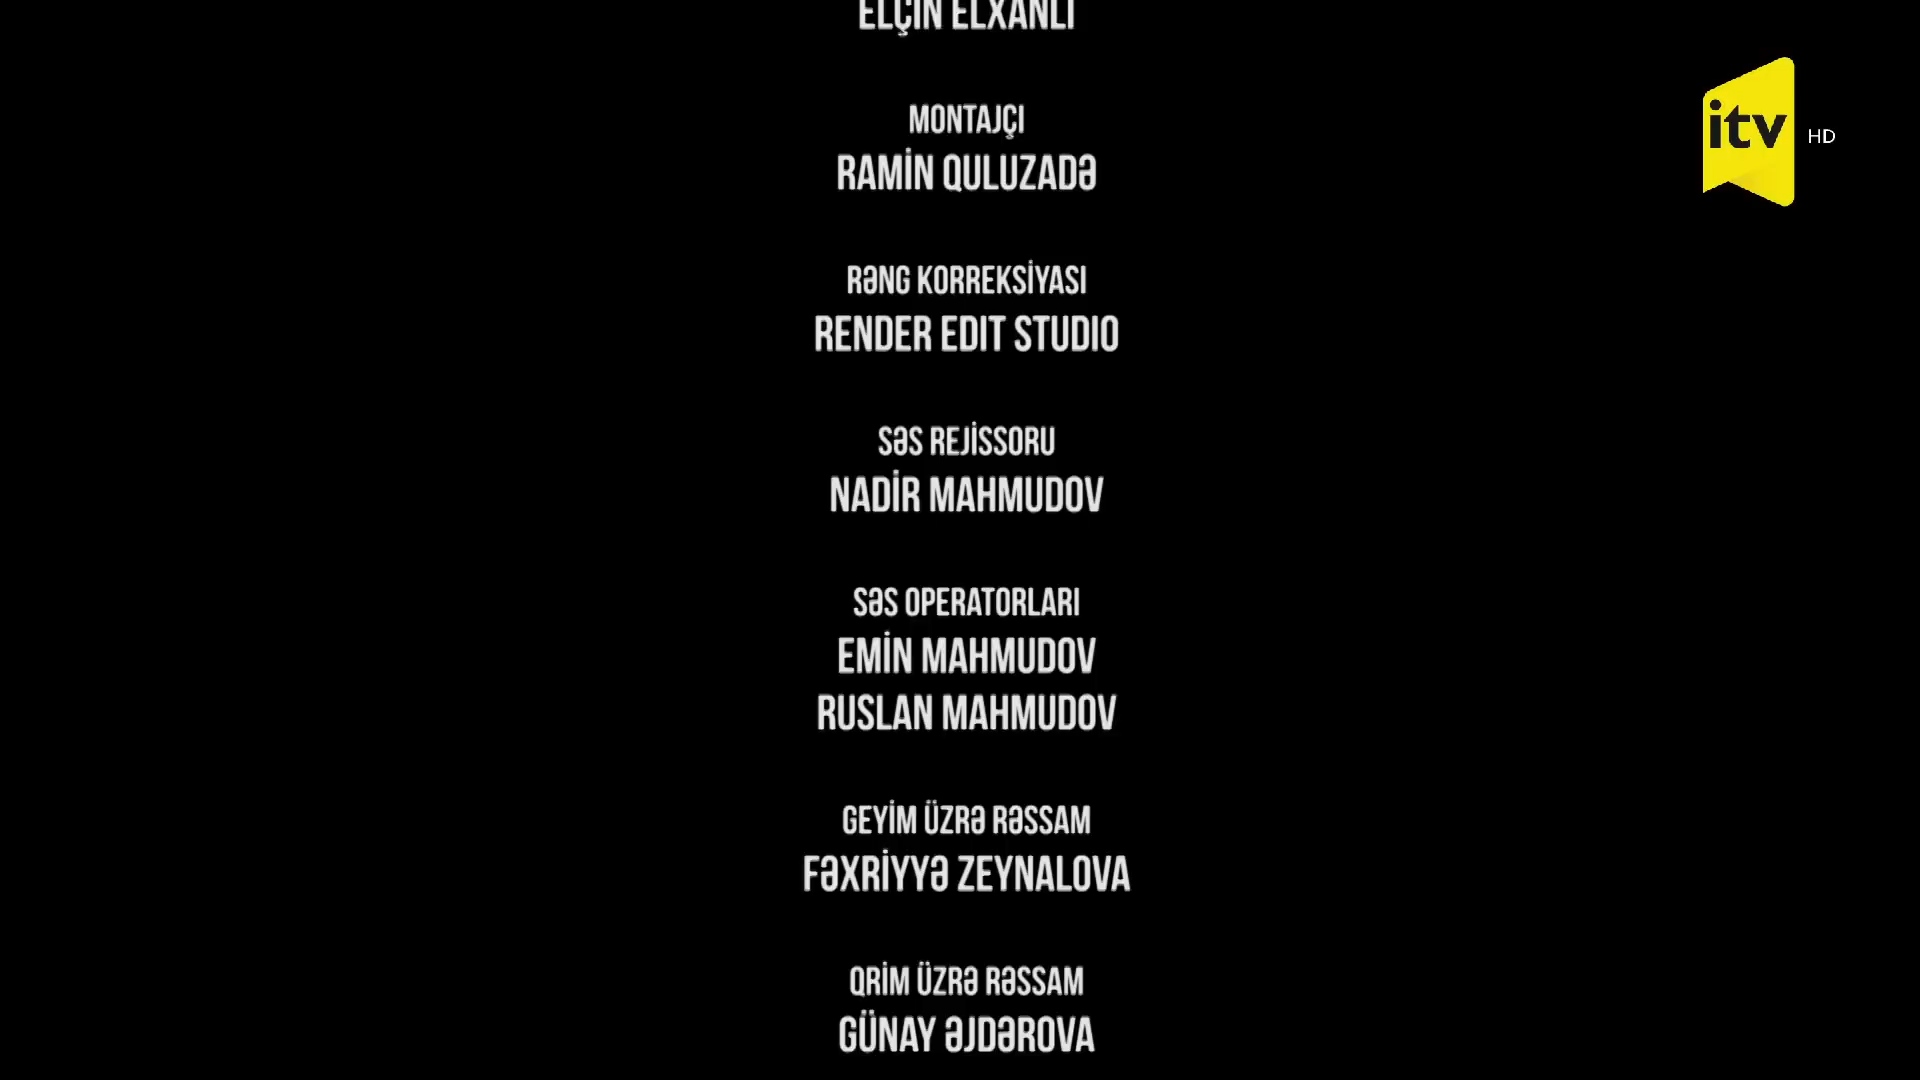 ELÇİN ELXANLI
MONTAJÇI
RAMİN QULUZADƏ
RƏNG KORREKSİYASI
RENDER EDIT STUDIO
SƏS REJİSSORU
NADİR MAHMUDOV
SƏS OPERATORLARI
EMİN MAHMUDOV
RUSLAN MAHMUDOV
GEYİM ÜZRƏ RƏSSAM
FƏXRİYYƏ ZEYNALOVA
QRİM ÜZRƏ RƏSSAM
GÜNAY ƏJDƏROVA
itv HD